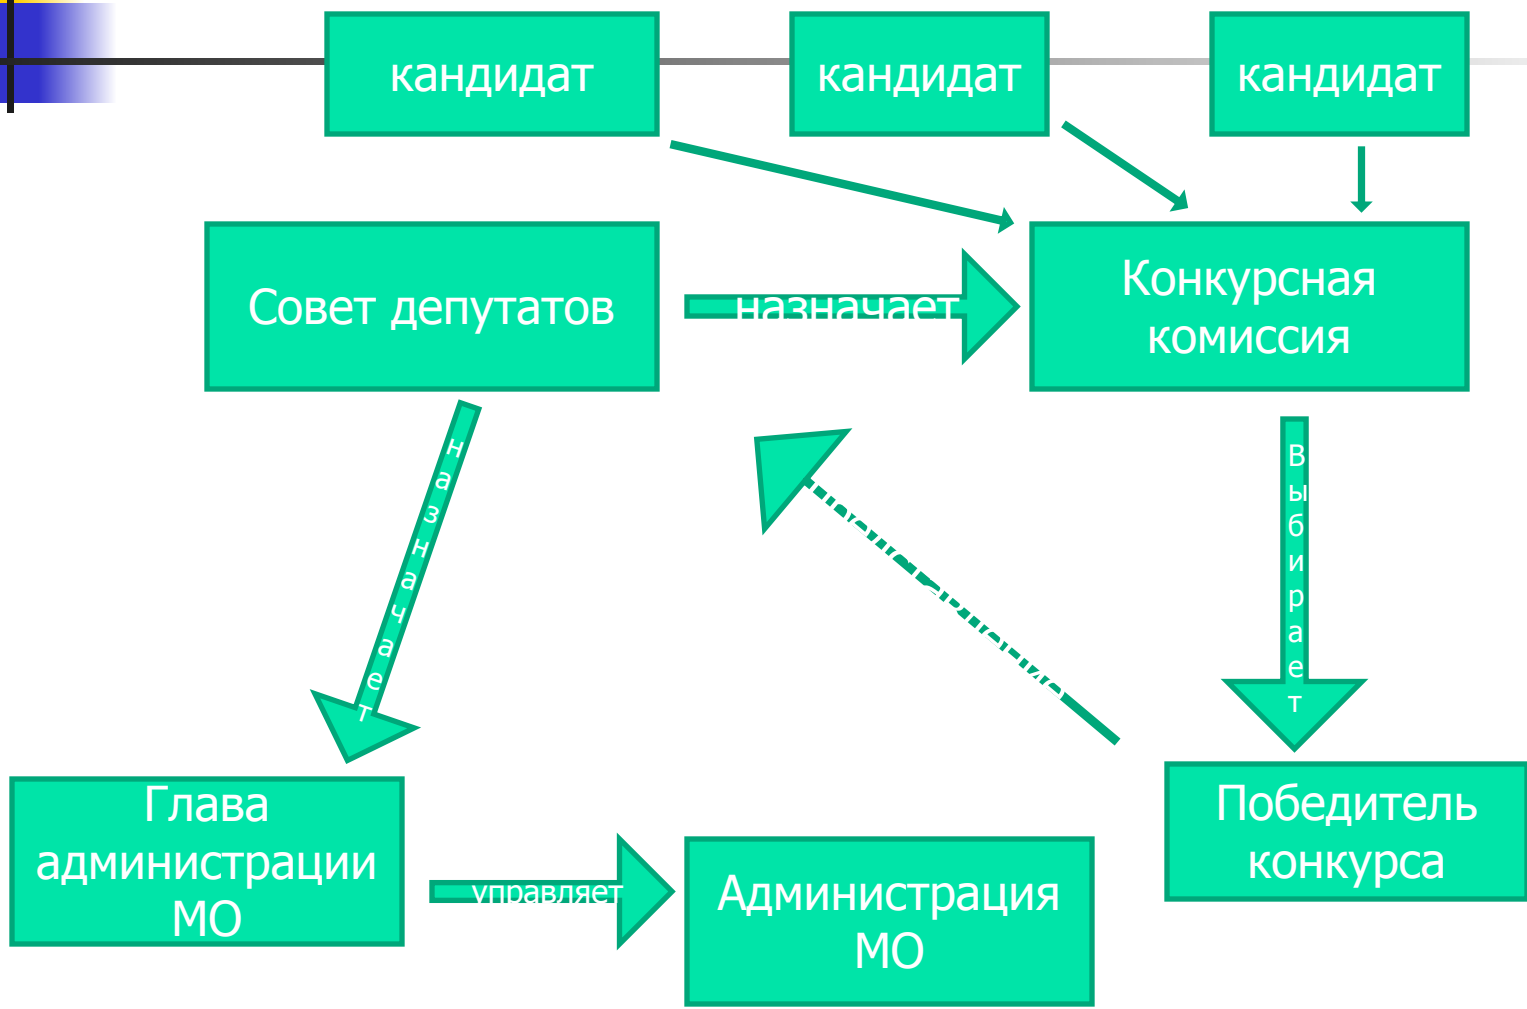 кандидат
кандидат
кандидат
Совет депутатов
назначает
Конкурсная
комиссия
назначает
Выбирает
Глава
администрации
МО
управляет
Администрация
МО
Победитель
конкурса